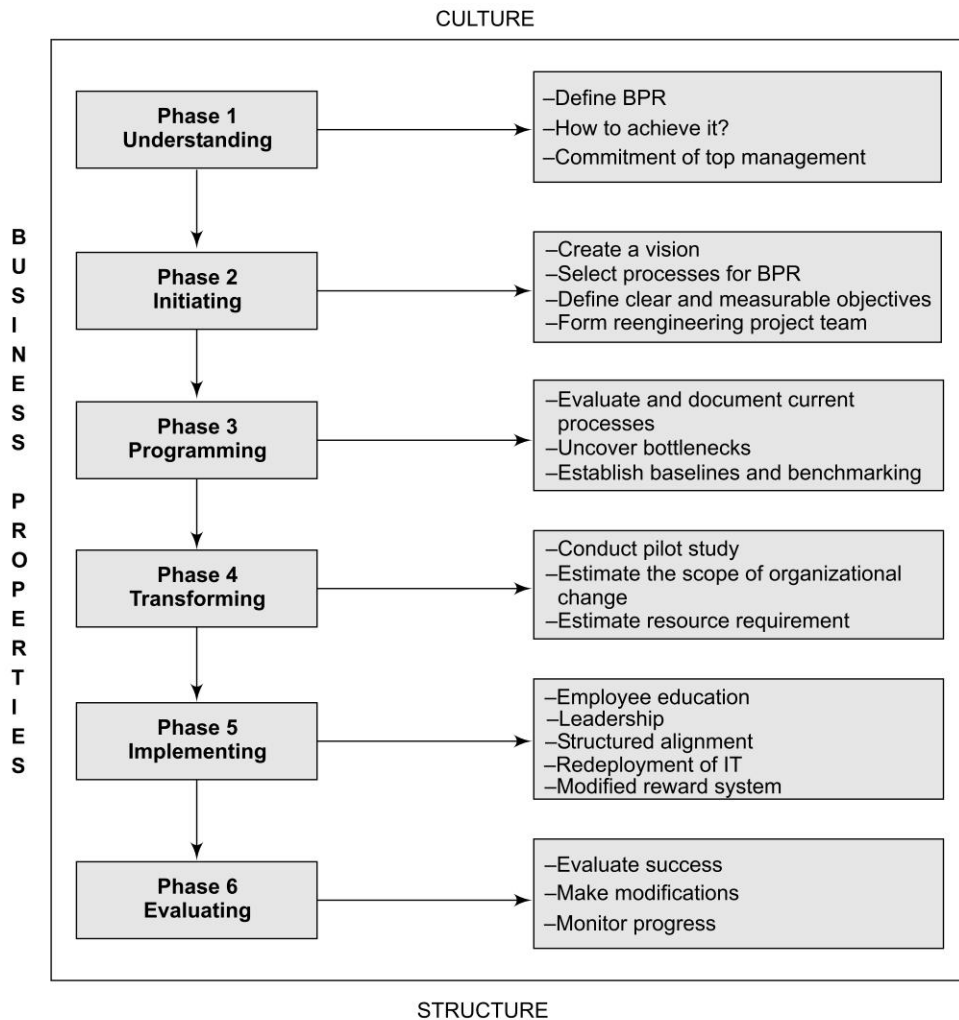 CULTURE
BUSINESS PROPERTIES
Phase 1
Understanding
–Define BPR
–How to achieve it?
–Commitment of top management
Phase 2
Initiating
–Create a vision
–Select processes for BPR
–Define clear and measurable objectives
–Form reengineering project team
Phase 3
Programming
–Evaluate and document current
processes
–Uncover bottlenecks
–Establish baselines and benchmarking
Phase 4
Transforming
–Conduct pilot study
–Estimate the scope of organizational
change
–Estimate resource requirement
Phase 5
Implementing
–Employee education
–Leadership
–Structured alignment
–Redeployment of IT
–Modified reward system
Phase 6
Evaluating
–Evaluate success
–Make modifications
–Monitor progress
STRUCTURE